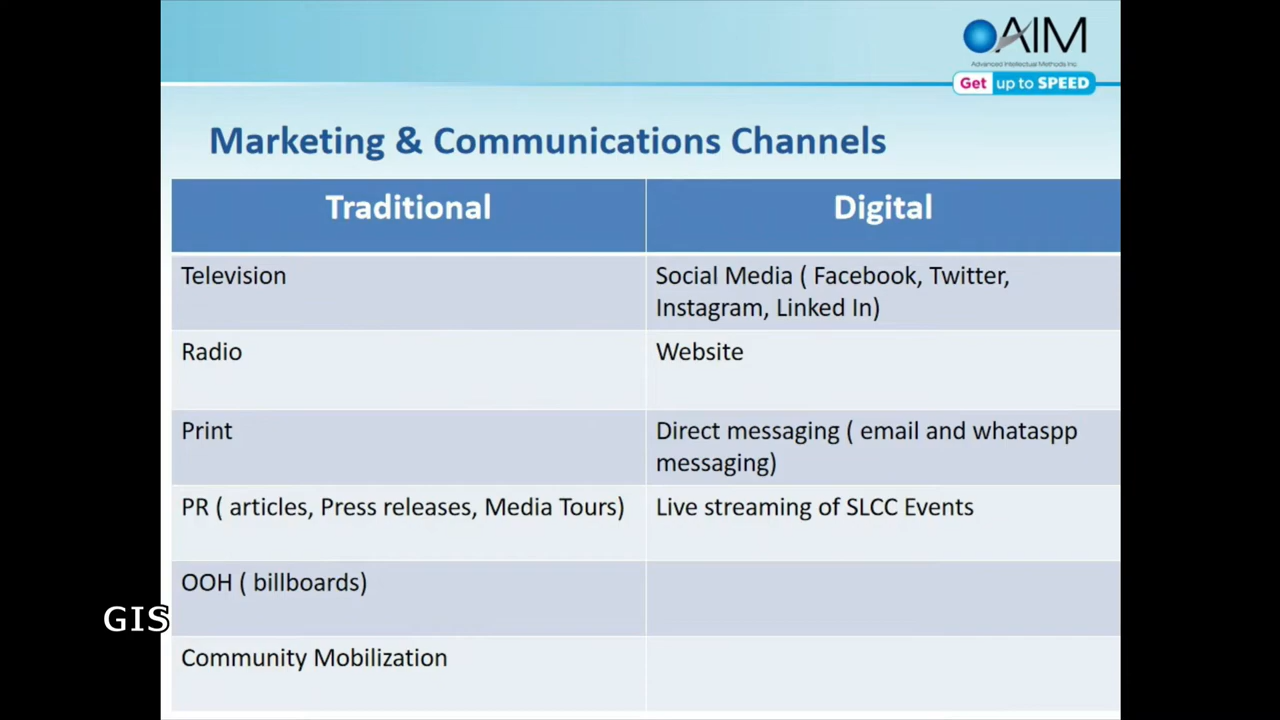 AIM
Advanced Intellectual Methods Inc.
Get up to SPEED
Marketing & Communications Channels
Traditional
Digital
Television
Social Media ( Facebook, Twitter,
Instagram, Linked In)
Radio
Website
Print
Direct messaging ( email and whataspp
messaging)
PR ( articles, Press releases, Media Tours)
Live streaming of SLCC Events
OOH ( billboards)
GIS
Community Mobilization